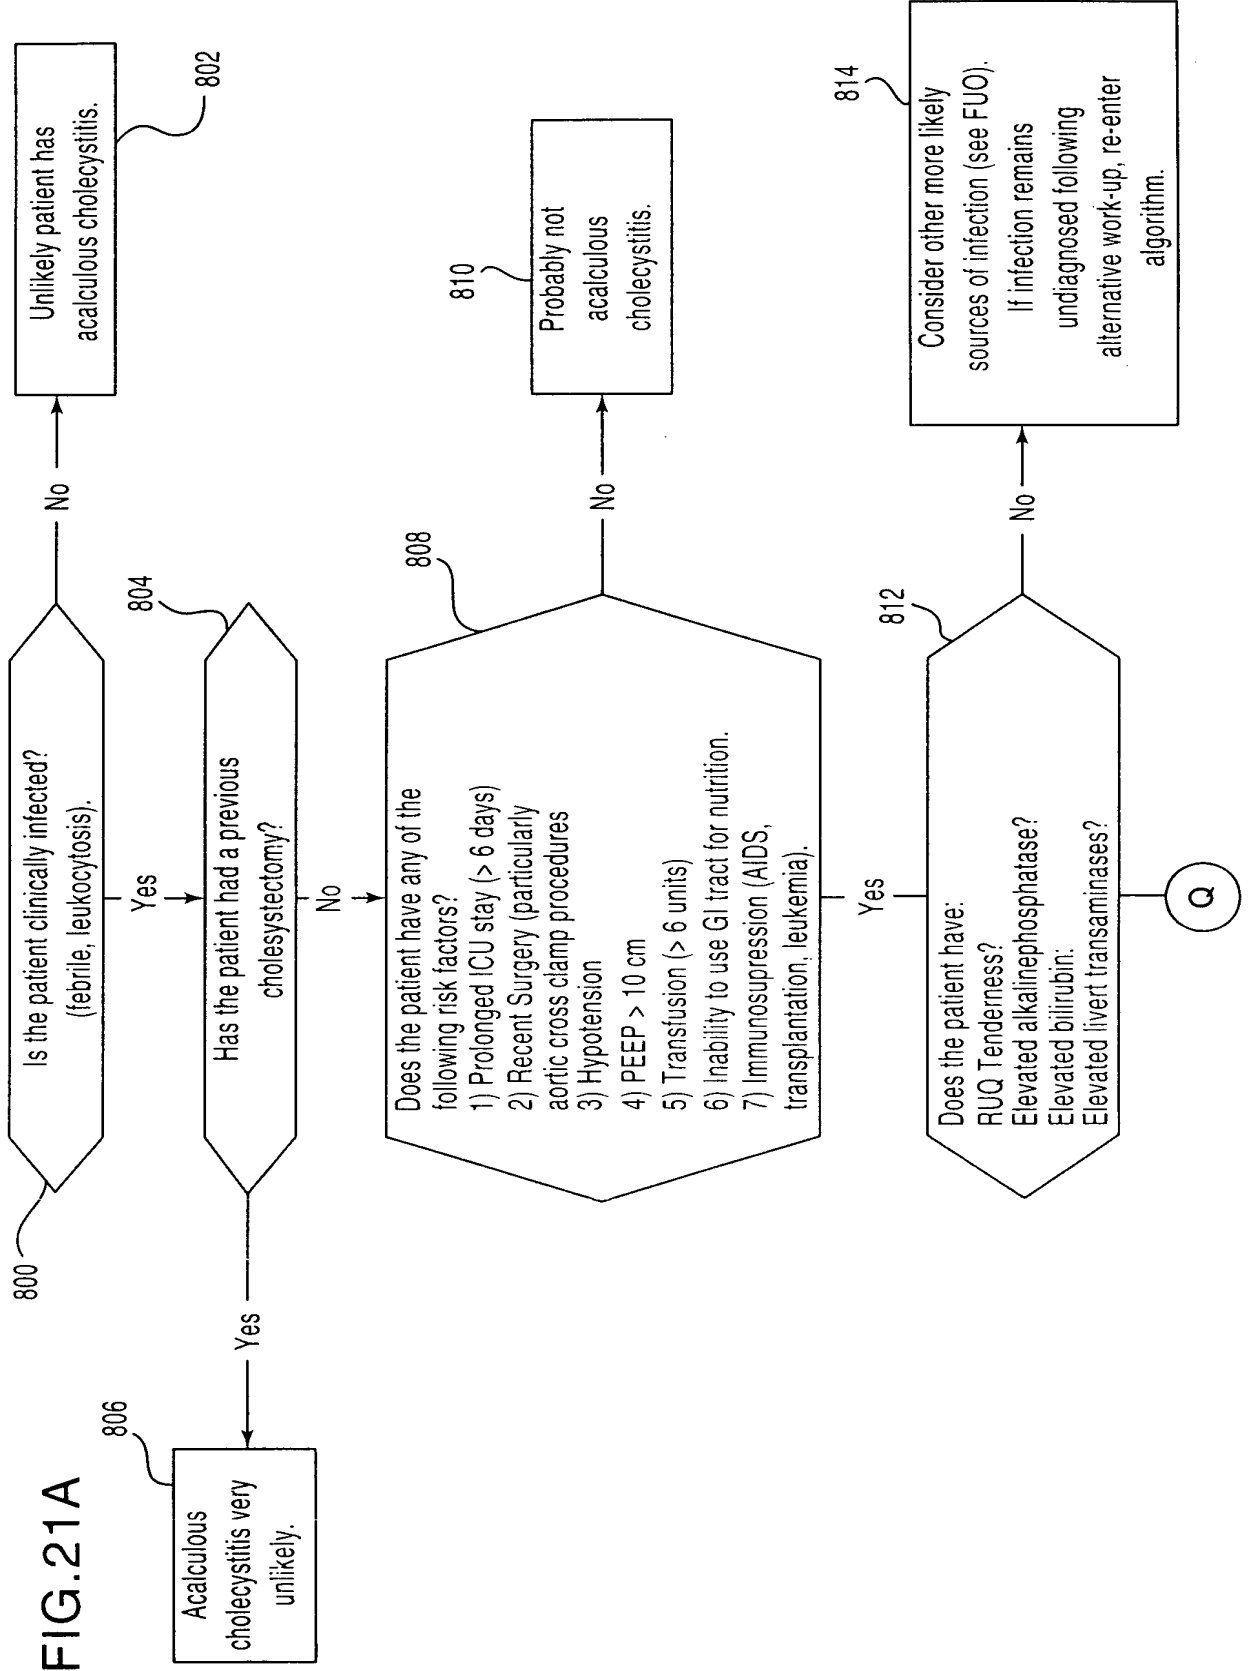 FIG.21A
800
Is the patient clinically infected?
(febrile, leukocytosis).
No
Unlikely patient has
acalculous cholecystitis.
802
Yes
804
Has the patient had a previous
cholesystectomy?
Yes
806
Acalculous
cholecystitis very
unlikely.
No
808
Does the patient have any of the
following risk factors?
1) Prolonged ICU stay (> 6 days)
2) Recent Surgery (particularly
aortic cross clamp procedures
3) Hypotension
4) PEEP > 10 cm
5) Transfusion (> 6 units)
6) Inability to use GI tract for nutrition.
7) Immunosupression (AIDS,
transplantation, leukemia).
No
810
Probably not
acalculous
cholecystitis.
Yes
812
Does the patient have:
RUQ Tenderness?
Elevated alkalinephosphatase?
Elevated bilirubin:
Elevated livert transaminases?
No
814
Consider other more likely
sources of infection (see FUO).
If infection remains
undiagnosed following
alternative work-up, re-enter
algorithm.
Q